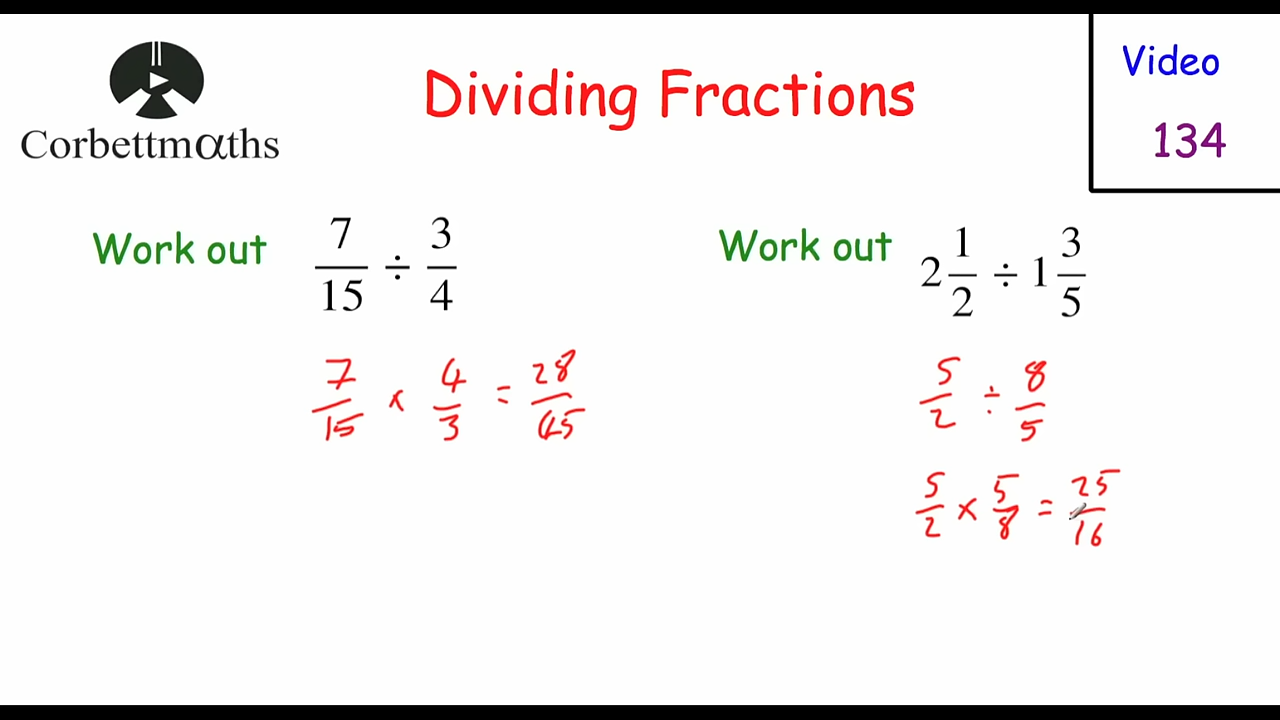 Corbettmαths
Dividing Fractions
Video
134
Work out 7/15 ÷ 3/4
7/15 × 4/3 = 28/45
Work out 2 1/2 ÷ 1 3/5
5/2 ÷ 8/5
5/2 × 5/8 = 25/16